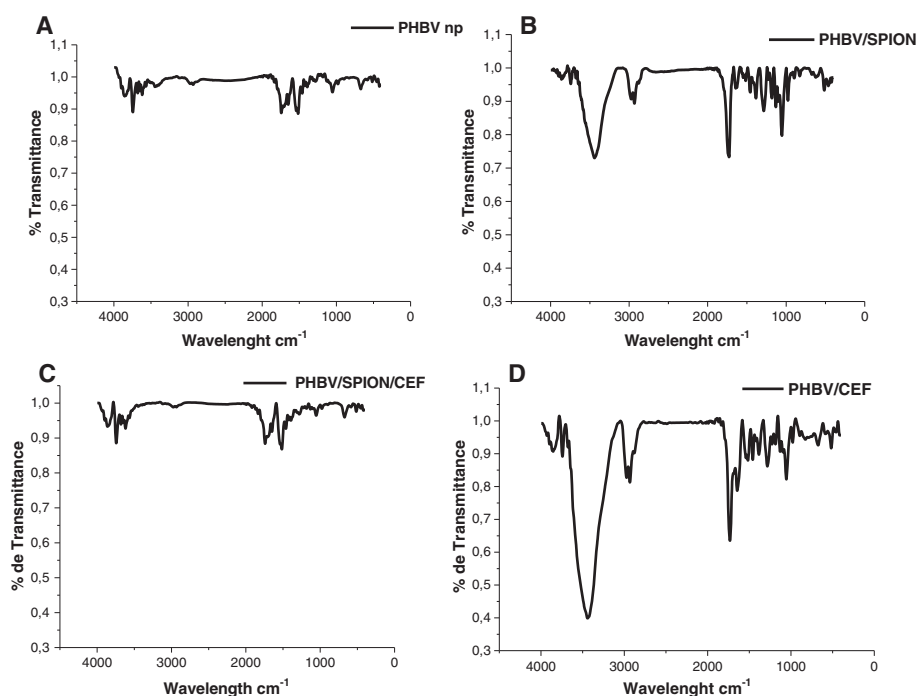 A
PHBV np
1,1
1,0
0,9
0,8
0,7
0,6
0,5
0,4
0,3
% Transmittance
4000 3000 2000 1000 0
Wavelenght cm-1
B
PHBV/SPION
1,1
1,0
0,9
0,8
0,7
0,6
0,5
0,4
0,3
% Transmittance
4000 3000 2000 1000 0
Wavelenght cm-1
C
PHBV/SPION/CEF
1,0
0,9
0,8
0,7
0,6
0,5
0,4
0,3
% de Transmittance
4000 3000 2000 1000 0
Wavelength cm-1
D
PHBV/CEF
1,1
1,0
0,9
0,8
0,7
0,6
0,5
0,4
0,3
% de Transmittance
4000 3000 2000 1000 0
Wavelenght cm-1